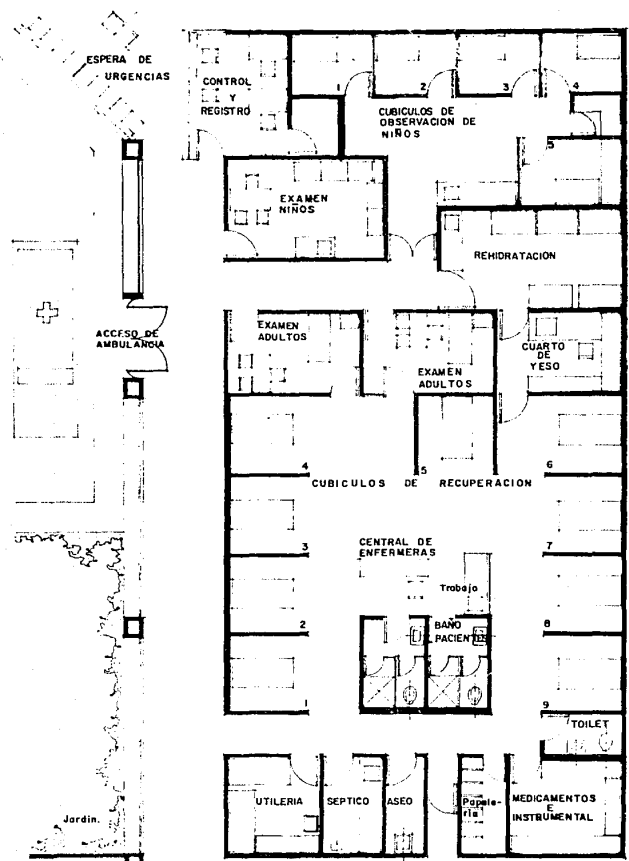 ESPERA DE
URGENCIAS
CONTROL
Y
REGISTRO
1
2
3
4
CUBICULOS DE
OBSERVACION DE
NIÑOS
5
EXAMEN
NIÑOS
REHIDRATACION
ACCESO DE
AMBULANCIA
EXAMEN
ADULTOS
EXAMEN
ADULTOS
CUARTO
DE
YESO
4
5
6
CUBICULOS DE RECUPERACION
3
CENTRAL DE
ENFERMERAS
7
Trabajo
2
BAÑO
PACIENTES
8
1
9
TOILET
Jardin.
UTILERIA
SEPTICO
ASEO
Papele-
ria
MEDICAMENTOS
E
INSTRUMENTAL